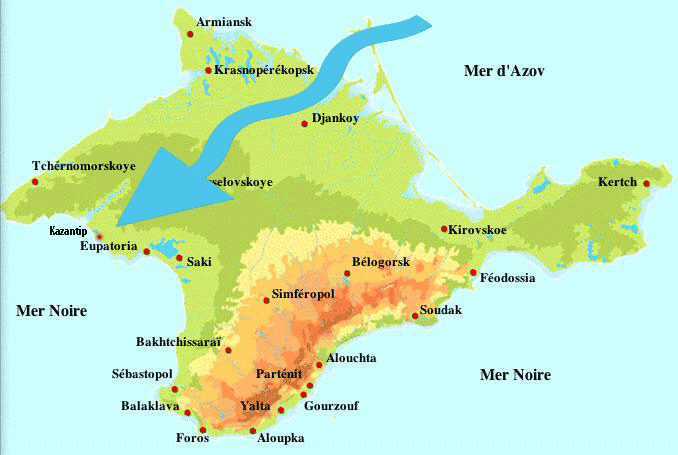 Armiansk
Krasnopérékopsk
Mer d'Azov
Djankoy
Tchérnomorskoye
selovskoye
Kertch
Kazantip
Kirovskoe
Eupatoria
Saki
Bélogorsk
Féodossia
Simféropol
Mer Noire
Soudak
Bakhtchissaraï
Alouchta
Sébastopol
Parténit
Mer Noire
Balaklava
Yalta
Gourzouf
Foros
Aloupka